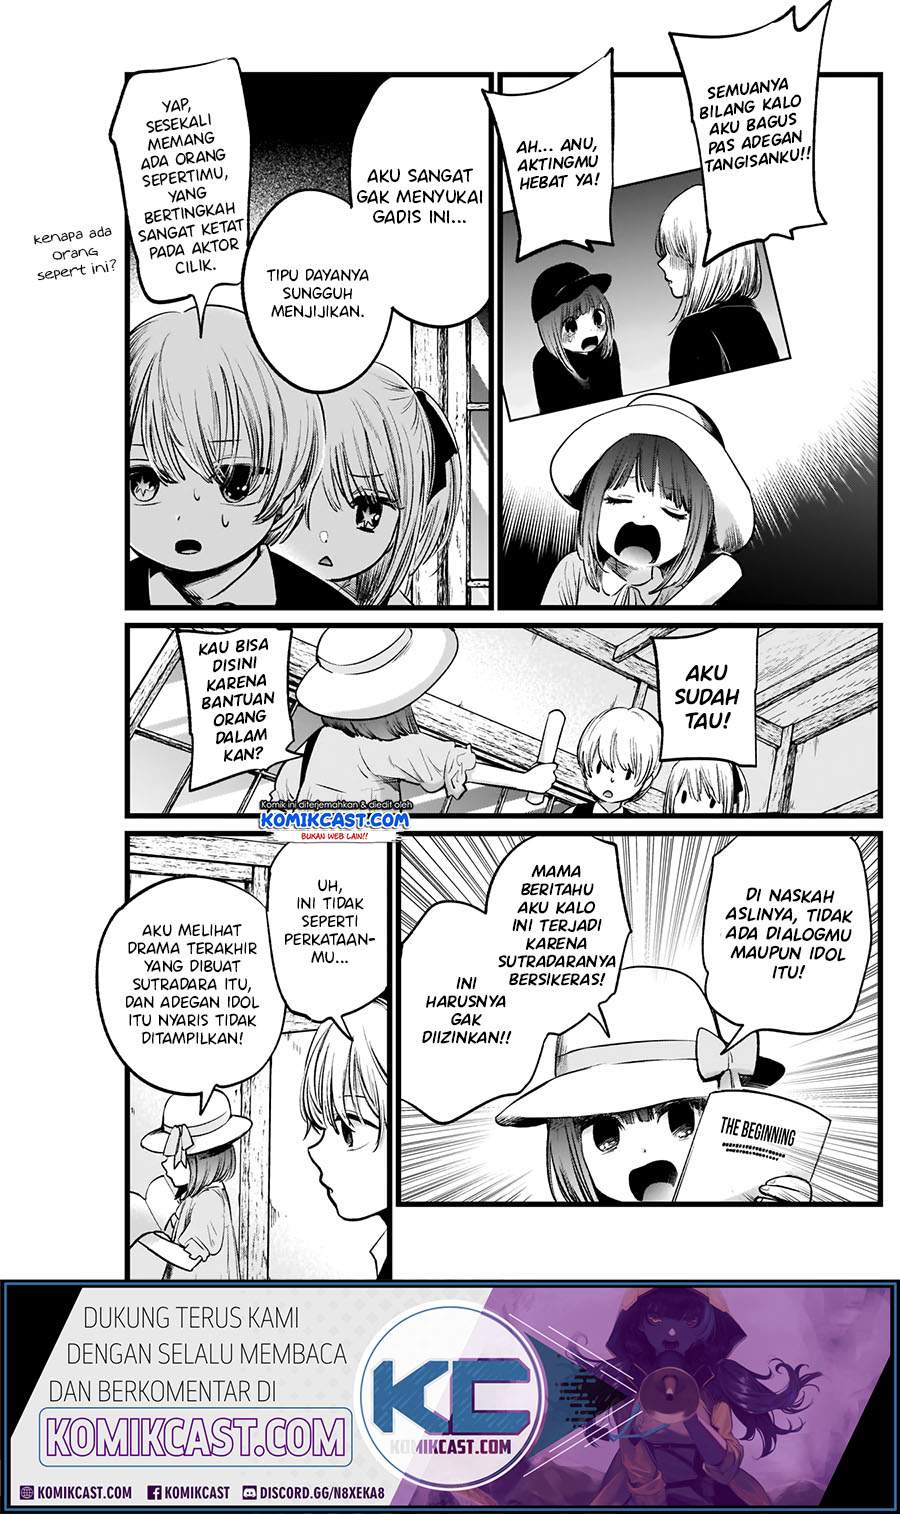 SEMUANYA
BILANG KALO
AKU BAGUS
PAS ADEGAN
TANGISANKU!!
AH... ANU,
AKTINGMU
HEBAT YA!
AKU SANGAT
GAK MENYUKAI
GADIS INI...
TIPU DAYANYA
SUNGGUH
MENJIJIKAN.
YAP,
SESEKALI
MEMANG
ADA ORANG
SEPERTIMU,
YANG
BERTINGKAH
SANGAT KETAT
PADA AKTOR
CILIK.
kenapa ada
orang
sepert ini?
AKU
SUDAH
TAU!
KAU BISA
DISINI
KARENA
BANTUAN
ORANG
DALAM
KAN?
Komik ini diterjemahkan & diedit oleh
KOMIKCAST.COM
BUKAN WEB LAIN!!
DI NASKAH
ASLINYA, TIDAK
ADA DIALOGMU
MAUPUN IDOL
ITU!
MAMA
BERITAHU
AKU KALO
INI TERJADI
KARENA
SUTRADARANYA
BERSIKERAS!
INI
HARUSNYA
GAK
DIIZINKAN!!
THE BEGINNING
UH,
INI TIDAK
SEPERTI
PERKATAAN-
MU...
AKU MELIHAT
DRAMA TERAKHIR
YANG DIBUAT
SUTRADARA ITU,
DAN ADEGAN IDOL
ITU NYARIS TIDAK
DITAMPILKAN!
DUKUNG TERUS KAMI
DENGAN SELALU MEMBACA
DAN BERKOMENTAR DI
KOMIKCAST.COM
KC
KOMIKCAST.COM
KOMIKCAST.COM KOMIKCAST DISCORD.GG/N8XEKA8